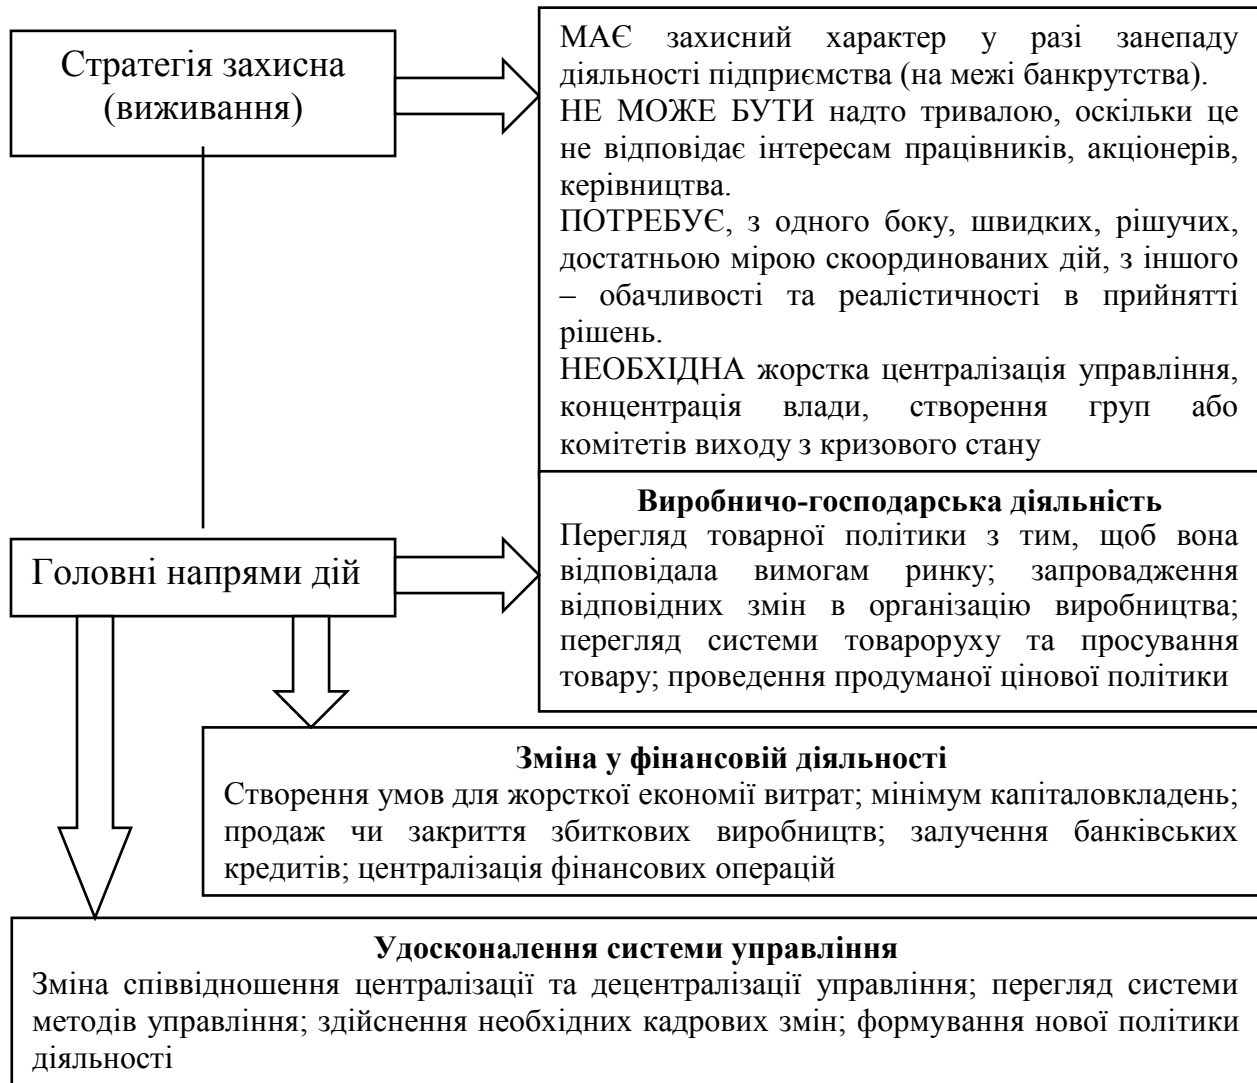 Стратегія захисна
(виживання)
МАЄ захисний характер у разі занепаду
діяльності підприємства (на межі банкрутства).
НЕ МОЖЕ БУТИ надто тривалою, оскільки це
не відповідає інтересам працівників, акціонерів,
керівництва.
ПОТРЕБУЄ, з одного боку, швидких, рішучих,
достатньою мірою скоординованих дій, з іншого
– обачливості та реалістичності в прийнятті
рішень.
НЕОБХІДНА жорстка централізація управління,
концентрація влади, створення груп або
комітетів виходу з кризового стану
Головні напрями дій
Виробничо-господарська діяльність
Перегляд товарної політики з тим, щоб вона
відповідала вимогам ринку; запровадження
відповідних змін в організацію виробництва;
перегляд системи товароруху та просування
товару; проведення продуманої цінової політики
Зміна у фінансовій діяльності
Створення умов для жорсткої економії витрат; мінімум капіталовкладень;
продаж чи закриття збиткових виробництв; залучення банківських
кредитів; централізація фінансових операцій
Удосконалення системи управління
Зміна співвідношення централізації та децентралізації управління; перегляд системи
методів управління; здійснення необхідних кадрових змін; формування нової політики
діяльності